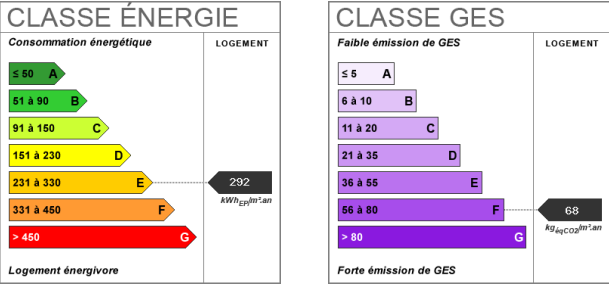 CLASSE ÉNERGIE
Consommation énergétique
LOGEMENT
≤ 50 A
51 à 90 B
91 à 150 C
151 à 230 D
231 à 330 E
292
kWhEP/m².an
331 à 450 F
> 450 G
Logement énergivore
CLASSE GES
Faible émission de GES
LOGEMENT
≤ 5 A
6 à 10 B
11 à 20 C
21 à 35 D
36 à 55 E
56 à 80 F
68
kgéqCO2/m².an
> 80 G
Forte émission de GES